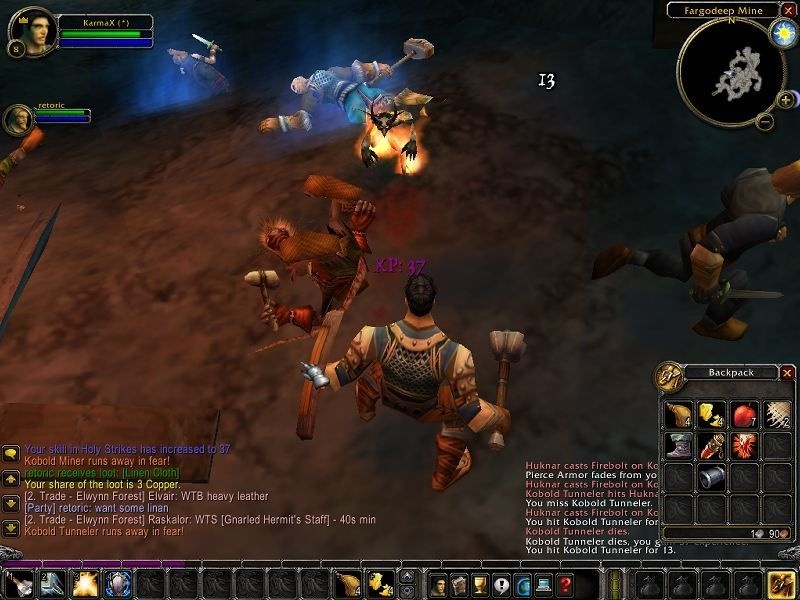 KarmaX (*)
8
retoric
Fargodeep Mine
N
13
XP: 37
Backpack
4
4
7
2
1 90
Your skill in Holy Strikes has increased to 37
Kobold Miner runs away in fear!
retoric receives loot: [Linen Cloth]
Your share of the loot is 3 Copper.
[2. Trade - Elwynn Forest] Elvair: WTB heavy leather
[Party] retoric: want some linan
[2. Trade - Elwynn Forest] Raskalor: WTS [Gnarled Hermit's Staff] - 40s min
Kobold Tunneler runs away in fear!
Huknar casts Firebolt on Ko
Pierce Armor fades from yo
Huknar casts Firebolt on Ko
Kobold Tunneler hits Hukna
You miss Kobold Tunneler.
Huknar casts Firebolt on Ko
You hit Kobold Tunneler for
Kobold Tunneler dies.
Kobold Tunneler dies, you g
You hit Kobold Tunneler for 13.
4
4